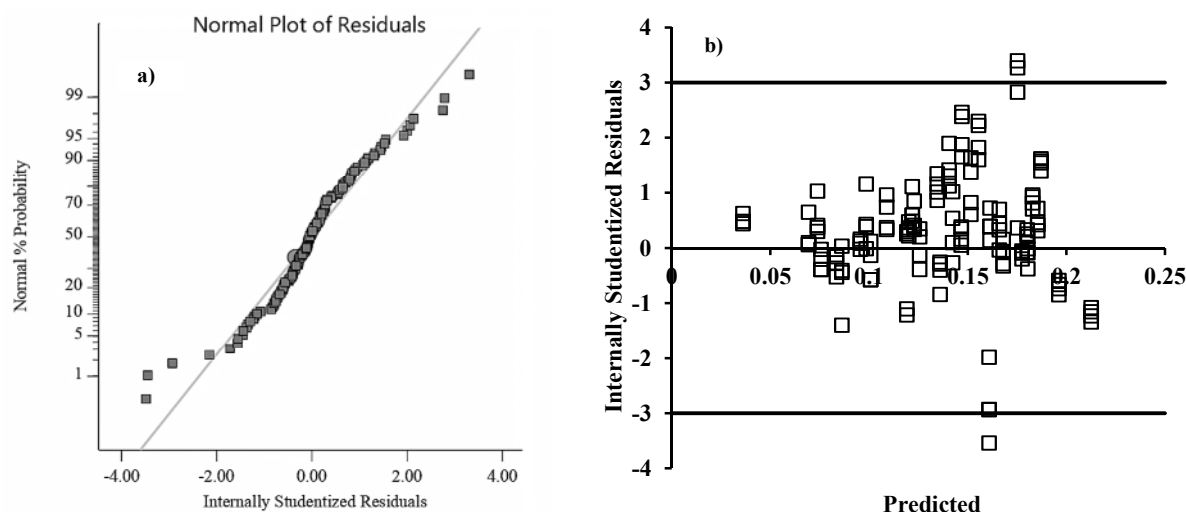 Normal Plot of Residuals
a)
Normal % Probability
99
95
90
70
50
20
10
5
1
-4.00 -2.00 0.00 2.00 4.00
Internally Studentized Residuals
b)
Internally Studentized Residuals
4
3
2
1
0
-1
-2
-3
-4
0 0.05 0.1 0.15 0.2 0.25
Predicted